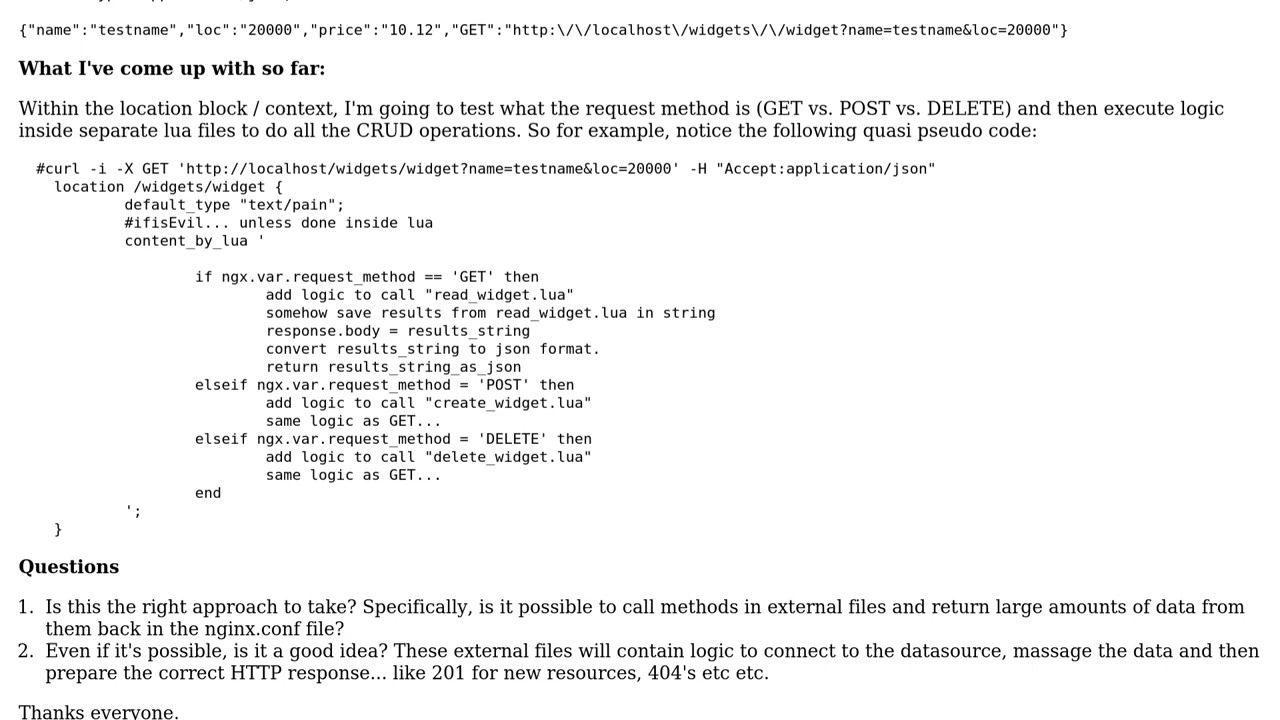 {"name":"testname","loc":"20000","price":"10.12","GET":"http:\/\/localhost\/widgets\/\/widget?name=testname&loc=20000"}
What I've come up with so far:
Within the location block / context, I'm going to test what the request method is (GET vs. POST vs. DELETE) and then execute logic
inside separate lua files to do all the CRUD operations. So for example, notice the following quasi pseudo code:
#curl -i -X GET 'http://localhost/widgets/widget?name=testname&loc=20000' -H "Accept:application/json"
location /widgets/widget {
default_type "text/pain";
#ifisEvil... unless done inside lua
content_by_lua '
if ngx.var.request_method == 'GET' then
add logic to call "read_widget.lua"
somehow save results from read_widget.lua in string
response.body = results_string
convert results_string to json format.
return results_string_as_json
elseif ngx.var.request_method = 'POST' then
add logic to call "create_widget.lua"
same logic as GET...
elseif ngx.var.request_method = 'DELETE' then
add logic to call "delete_widget.lua"
same logic as GET...
end
';
}
Questions
1. Is this the right approach to take? Specifically, is it possible to call methods in external files and return large amounts of data from
them back in the nginx.conf file?
2. Even if it's possible, is it a good idea? These external files will contain logic to connect to the datasource, massage the data and then
prepare the correct HTTP response... like 201 for new resources, 404's etc etc.
Thanks everyone.